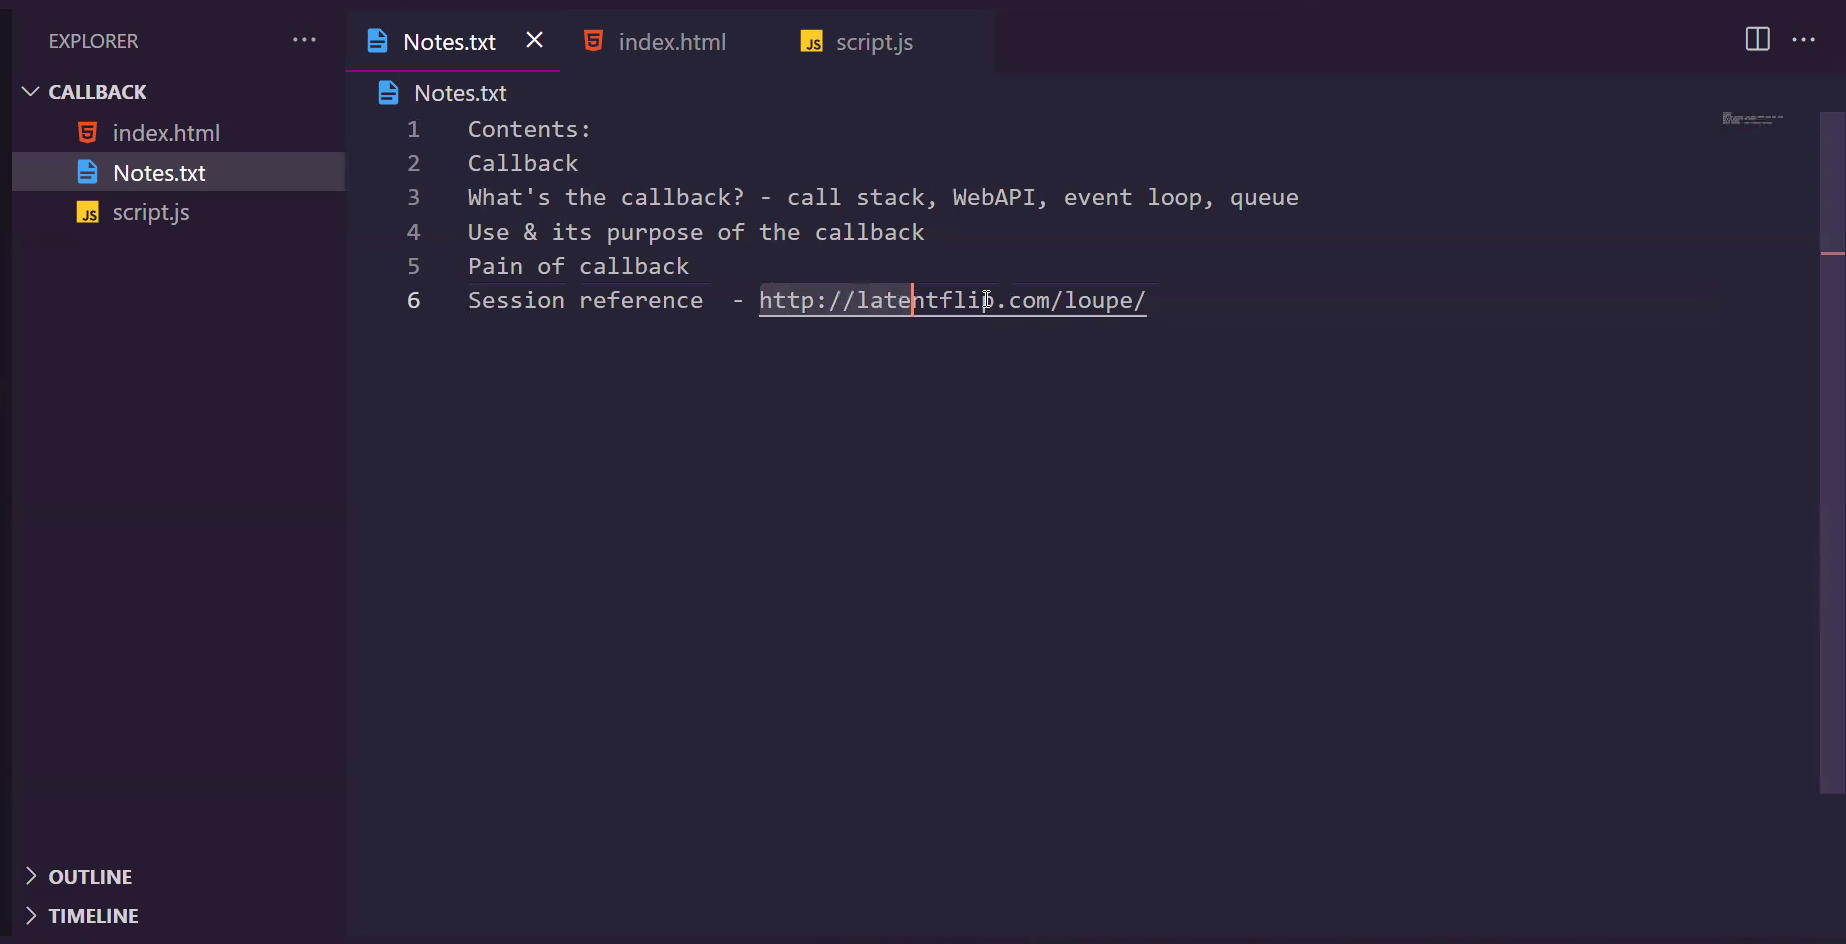 EXPLORER
CALLBACK
index.html
Notes.txt
script.js
OUTLINE
TIMELINE
Notes.txt
index.html
JS script.js
Notes.txt
1 Contents:
2 Callback
3 What's the callback? - call stack, WebAPI, event loop, queue
4 Use & its purpose of the callback
5 Pain of callback
6 Session reference  - http://latentflip.com/loupe/